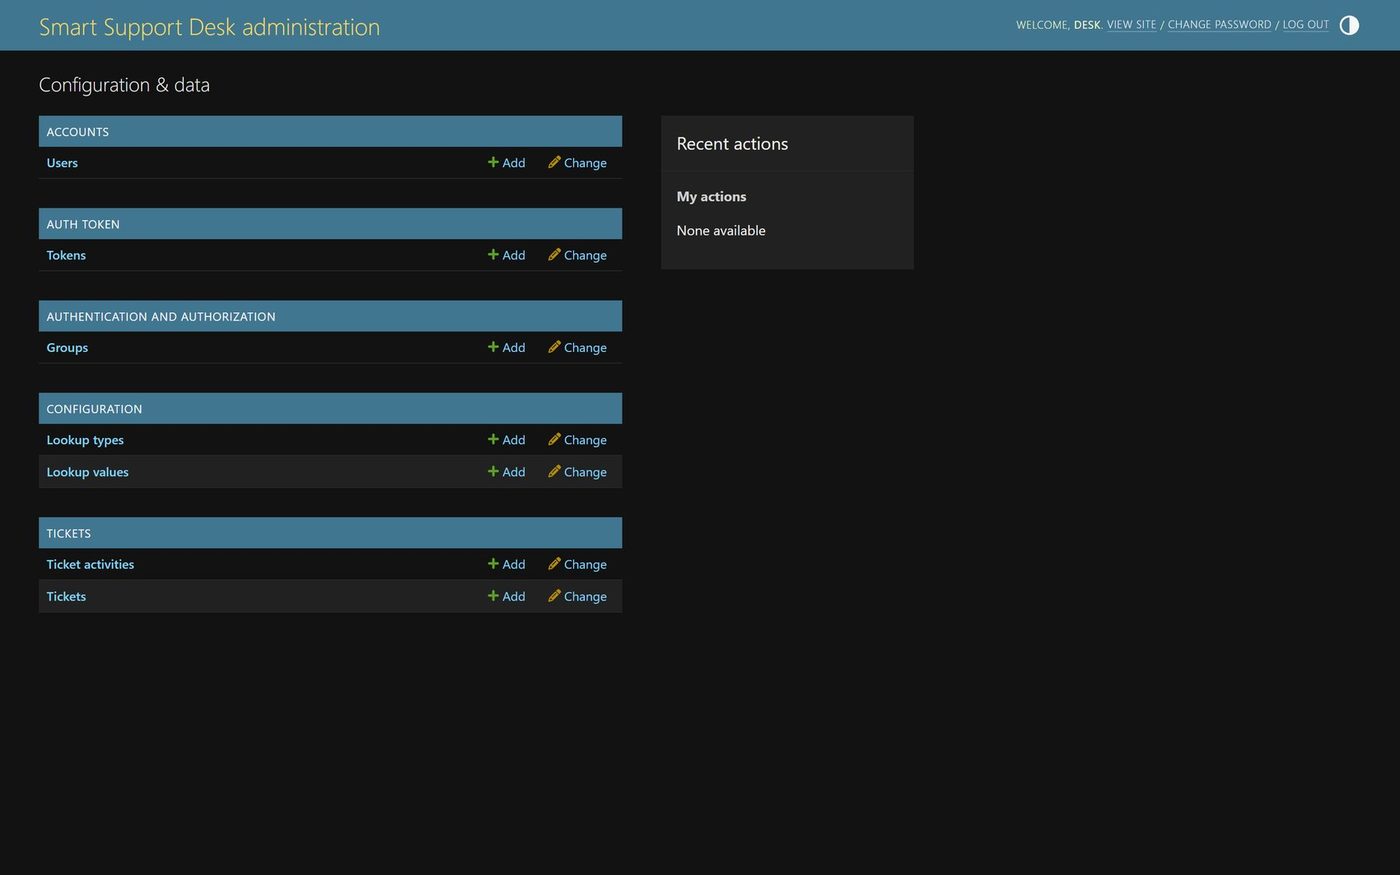 Smart Support Desk administration
WELCOME, DESK. VIEW SITE / CHANGE PASSWORD / LOG OUT
Configuration & data
ACCOUNTS
Users Add Change
AUTH TOKEN
Tokens Add Change
AUTHENTICATION AND AUTHORIZATION
Groups Add Change
CONFIGURATION
Lookup types Add Change
Lookup values Add Change
TICKETS
Ticket activities Add Change
Tickets Add Change
Recent actions
My actions
None available